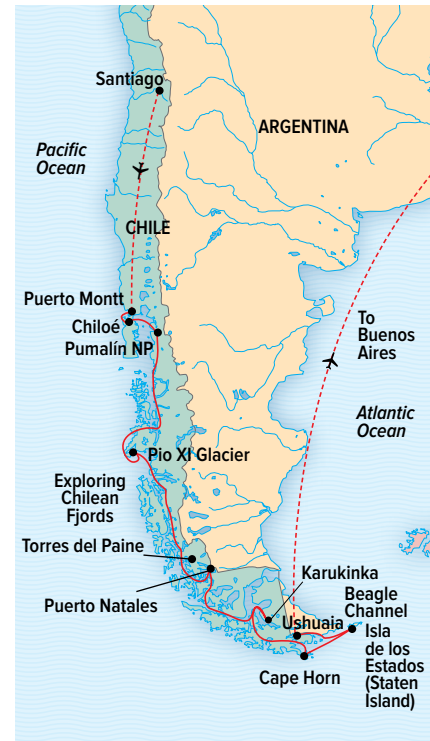 Santiago
ARGENTINA
Pacific
Ocean
CHILE
Puerto Montt
Chiloé
Pumalín NP
To
Buenos
Aires
Atlantic
Ocean
Pio XI Glacier
Exploring
Chilean
Fjords
Torres del Paine
Karukinka
Puerto Natales
Beagle
Channel
Ushuaia
Isla
de los
Estados
(Staten
Island)
Cape Horn